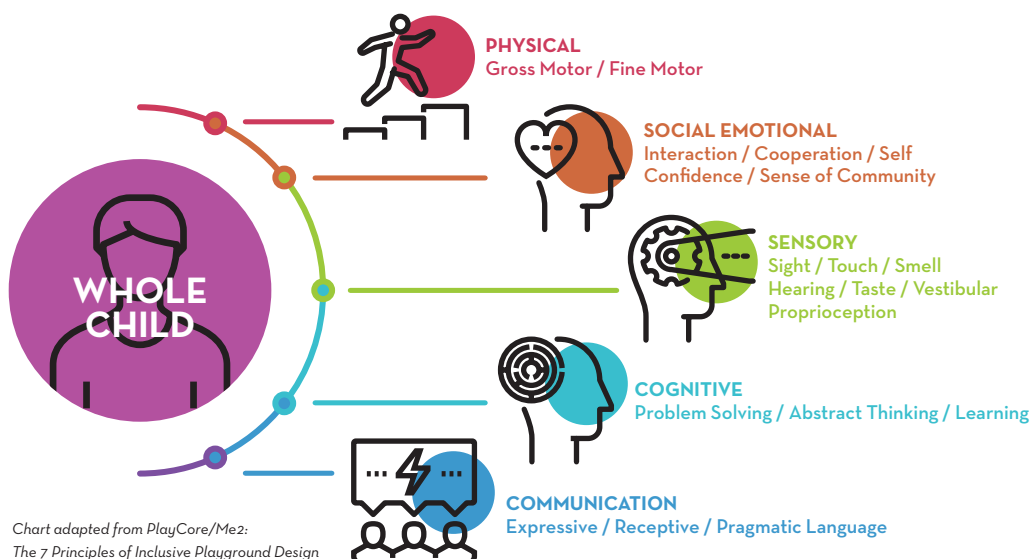 PHYSICAL
Gross Motor / Fine Motor
SOCIAL EMOTIONAL
Interaction / Cooperation / Self
Confidence / Sense of Community
WHOLE
CHILD
SENSORY
Sight / Touch / Smell
Hearing / Taste / Vestibular
Proprioception
COGNITIVE
Problem Solving / Abstract Thinking / Learning
COMMUNICATION
Expressive / Receptive / Pragmatic Language
Chart adapted from PlayCore/Me2:
The 7 Principles of Inclusive Playground Design